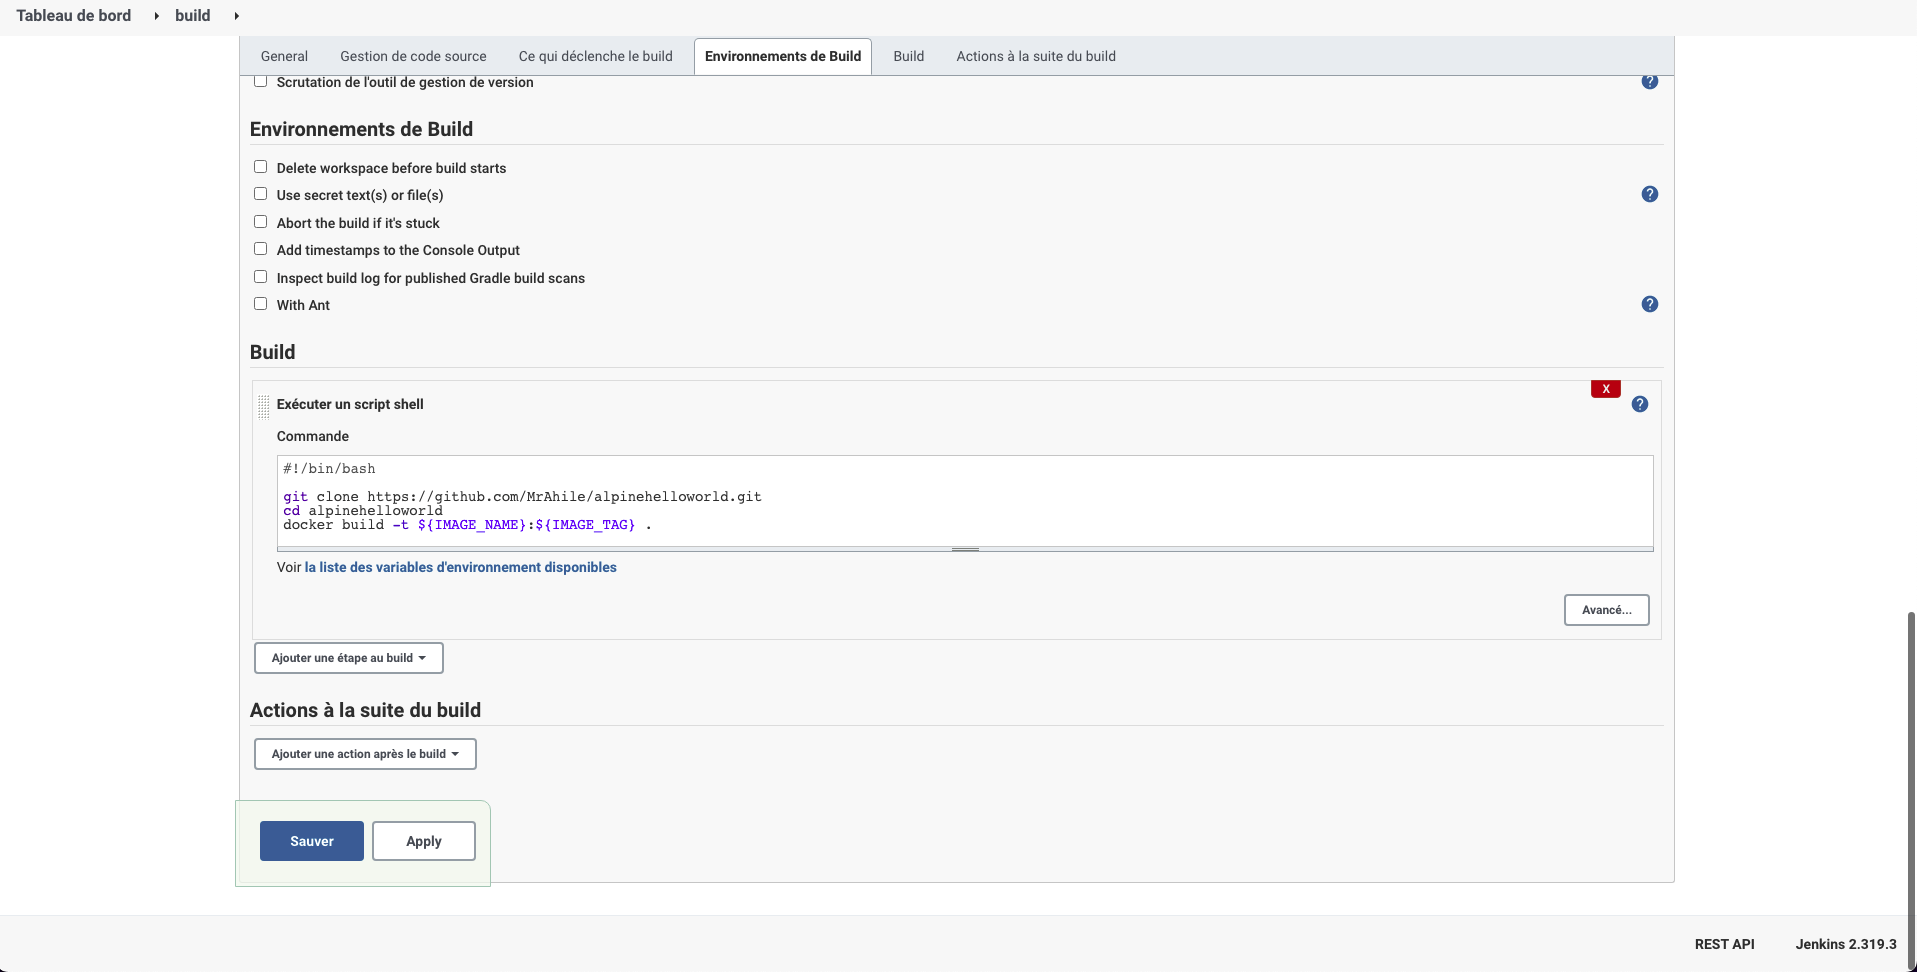 Tableau de bord build
General Gestion de code source Ce qui déclenche le build Environnements de Build Build Actions à la suite du build
Scrutation de l'outil de gestion de version
?
Environnements de Build
Delete workspace before build starts
Use secret text(s) or file(s)
?
Abort the build if it's stuck
Add timestamps to the Console Output
Inspect build log for published Gradle build scans
With Ant
?
Build
X
Exécuter un script shell
?
Commande
#!/bin/bash
git clone https://github.com/MrAhile/alpinehelloworld.git
cd alpinehelloworld
docker build -t ${IMAGE_NAME}:${IMAGE_TAG} .
Voir la liste des variables d'environnement disponibles
Avancé...
Ajouter une étape au build
Actions à la suite du build
Ajouter une action après le build
Sauver Apply
REST API Jenkins 2.319.3